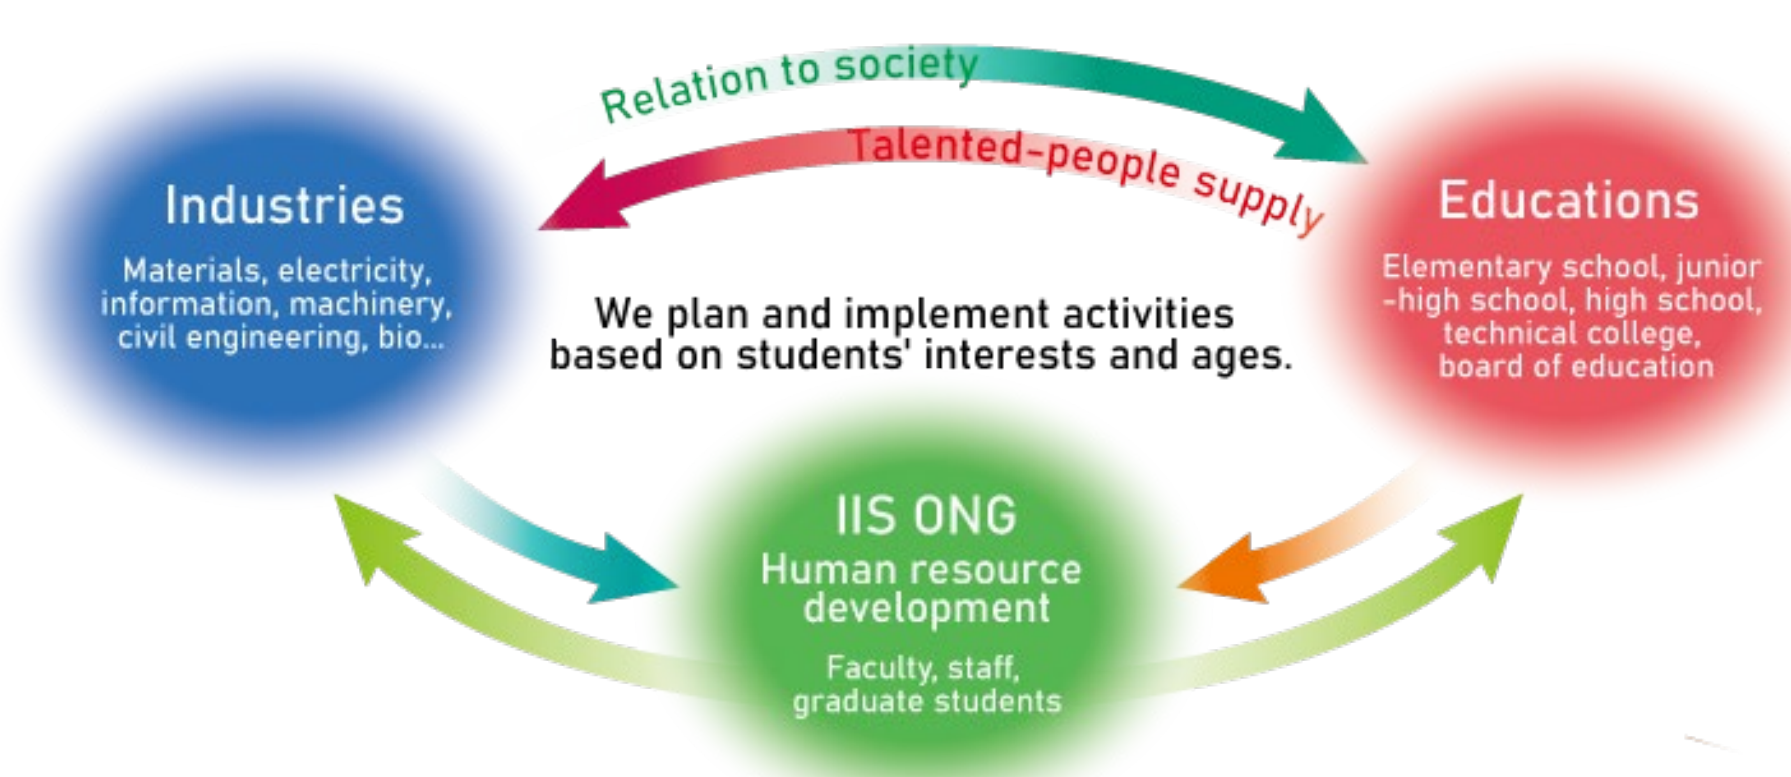 Relation to society
Talented-people supply
Industries
Materials, electricity,
information, machinery,
civil engineering, bio...
Educations
Elementary school, junior
-high school, high school,
technical college,
board of education
We plan and implement activities
based on students' interests and ages.
IIS ONG
Human resource
development
Faculty, staff,
graduate students